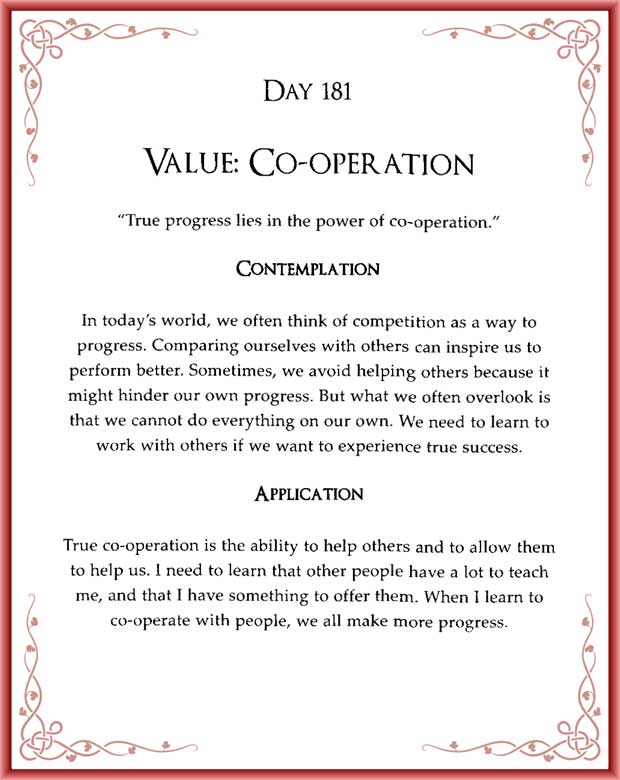 DAY 181
VALUE: CO-OPERATION
“True progress lies in the power of co-operation.”
CONTEMPLATION
In today’s world, we often think of competition as a way to
progress. Comparing ourselves with others can inspire us to
perform better. Sometimes, we avoid helping others because it
might hinder our own progress. But what we often overlook is
that we cannot do everything on our own. We need to learn to
work with others if we want to experience true success.
APPLICATION
True co-operation is the ability to help others and to allow them
to help us. I need to learn that other people have a lot to teach
me, and that I have something to offer them. When I learn to
co-operate with people, we all make more progress.